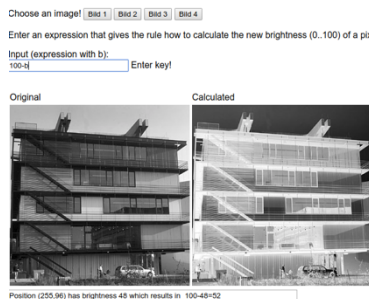 Choose an image! Bild 1 Bild 2 Bild 3 Bild 4
Enter an expression that gives the rule how to calculate the new brightness (0..100) of a pix
Input (expression with b):
100-b Enter key!
Original Calculated
Position (255,96) has brightness 48 which results in 100-48=52